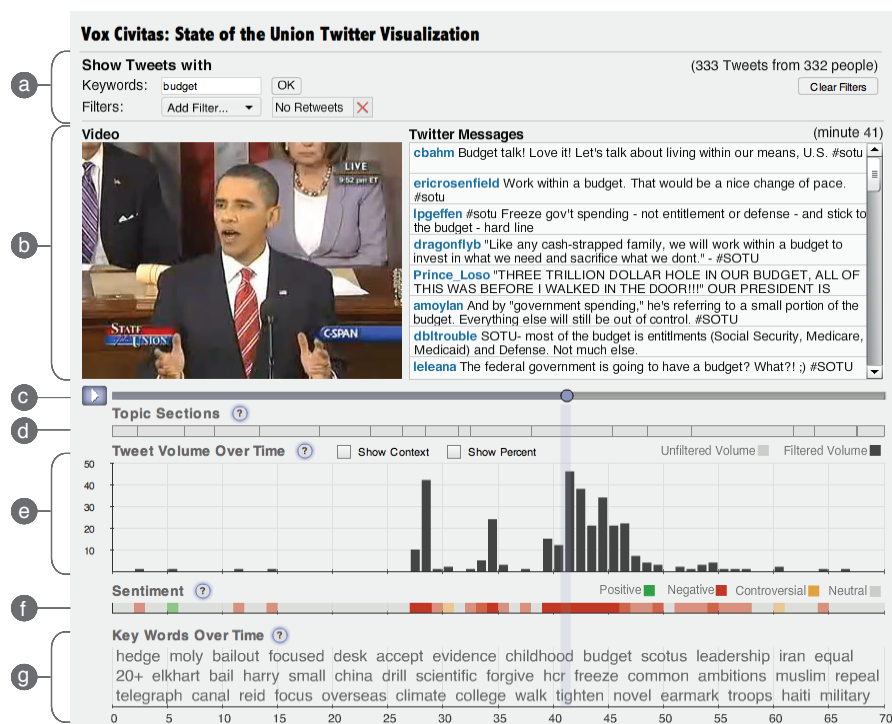 Vox Civitas: State of the Union Twitter Visualization
a
Show Tweets with
(333 Tweets from 332 people)
Keywords: budget OK
Clear Filters
Filters: Add Filter... No Retweets
b
Video
LIVE
9:52 pm ET
STATE
of the
UNION
C-SPAN
Twitter Messages
(minute 41)
cbahm Budget talk! Love it! Let's talk about living within our means, U.S. #sotu
ericrosenfield Work within a budget. That would be a nice change of pace.
#sotu
lpgeffen #sotu Freeze gov't spending - not entitlement or defense - and stick to
the budget - hard line
dragonflyb "Like any cash-strapped family, we will work within a budget to
invest in what we need and sacrifice what we dont." - #SOTU
Prince_Loso "THREE TRILLION DOLLAR HOLE IN OUR BUDGET, ALL OF
THIS WAS BEFORE I WALKED IN THE DOOR!!!" OUR PRESIDENT IS
amoylan And by "government spending," he's referring to a small portion of the
budget. Everything else will still be out of control. #SOTU
dbltrouble SOTU- most of the budget is entitlments (Social Security, Medicare,
Medicaid) and Defense. Not much else.
leleana The federal government is going to have a budget? What?! ;) #SOTU
c
Topic Sections ?
d
Tweet Volume Over Time ? Show Context Show Percent Unfiltered Volume Filtered Volume
e
50
40
30
20
10
Sentiment ? Positive Negative Controversial Neutral
f
Key Words Over Time ?
g
hedge moly bailout focused desk accept evidence childhood budget scotus leadership iran equal
20+ elkhart bail harry small china drill scientific forgive hcr freeze common ambitions muslim repeal
telegraph canal reid focus overseas climate college walk tighten novel earmark troops haiti military
0 5 10 15 20 25 30 35 40 45 50 55 60 65 70